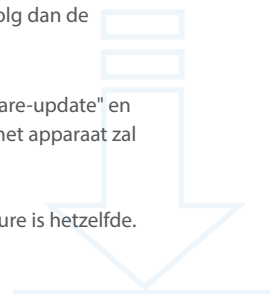 olg dan de
are-update" en
het apparaat zal
ure is hetzelfde.